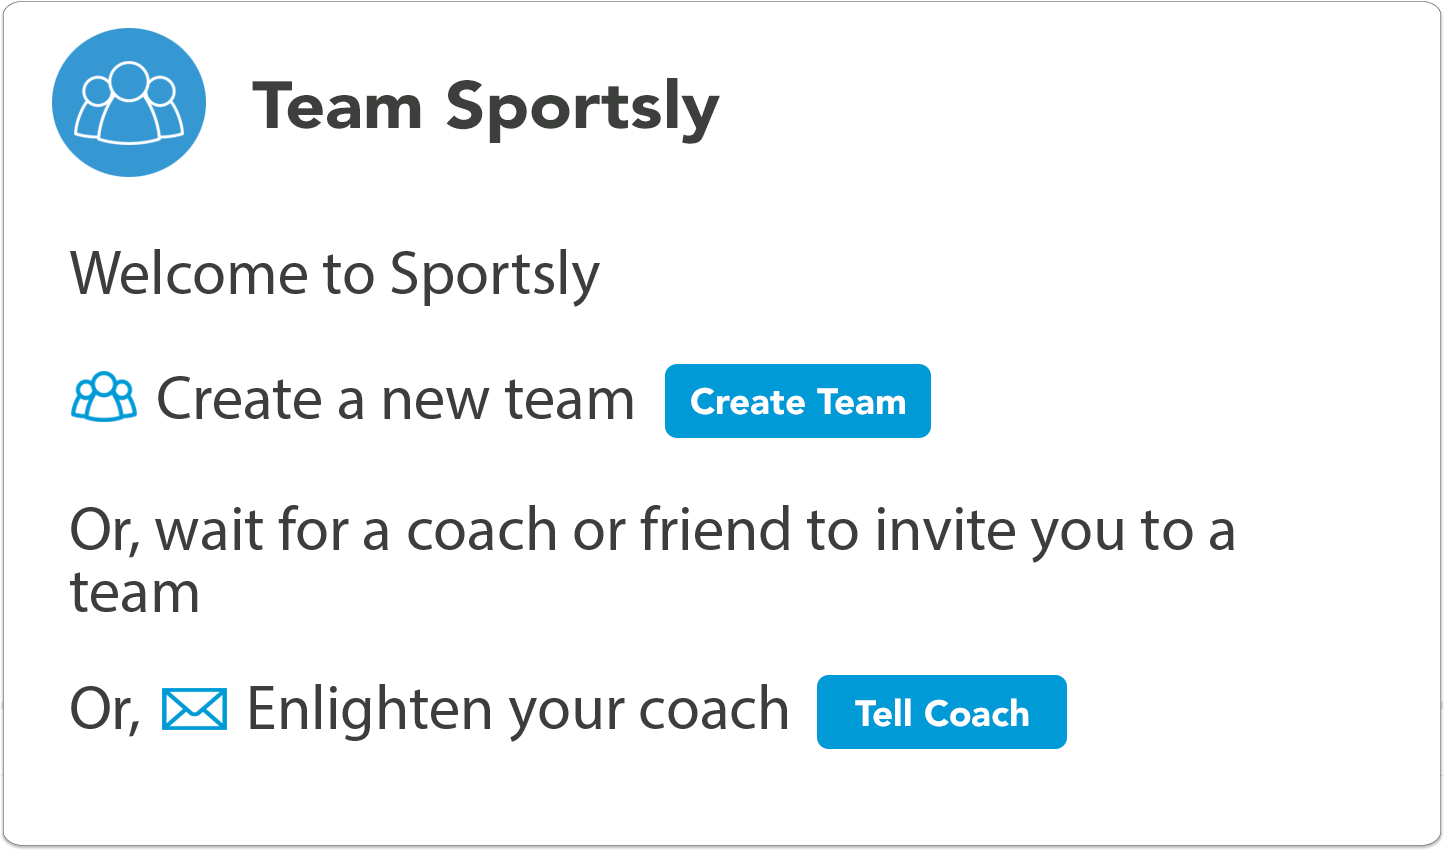 Team Sportsly
Welcome to Sportsly
Create a new team Create Team
Or, wait for a coach or friend to invite you to a
team
Or, Enlighten your coach Tell Coach